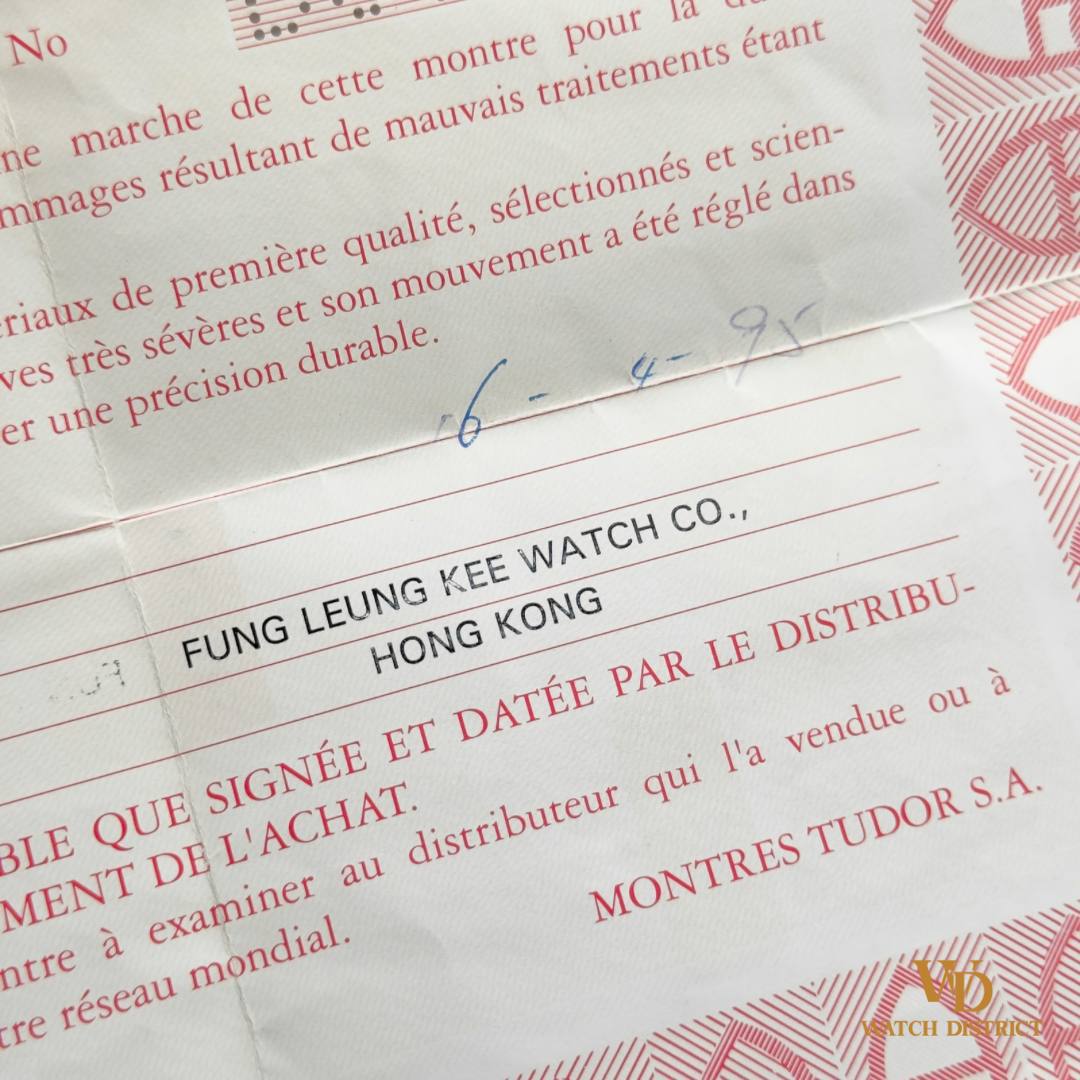 No
ne marche de cette montre pour la
mmages résultant de mauvais traitements étant
ériaux de première qualité, sélectionnés et scien-
ves très sévères et son mouvement a été réglé dans
er une précision durable.
6 - 4 - 95
FUNG LEUNG KEE WATCH CO.,
HONG KONG
BLE QUE SIGNÉE ET DATÉE PAR LE DISTRIBU-
MENT DE L'ACHAT.
ntre à examiner au distributeur qui l'a vendue ou à
tre réseau mondial.
MONTRES TUDOR S.A.
WD
WATCH DISTRICT